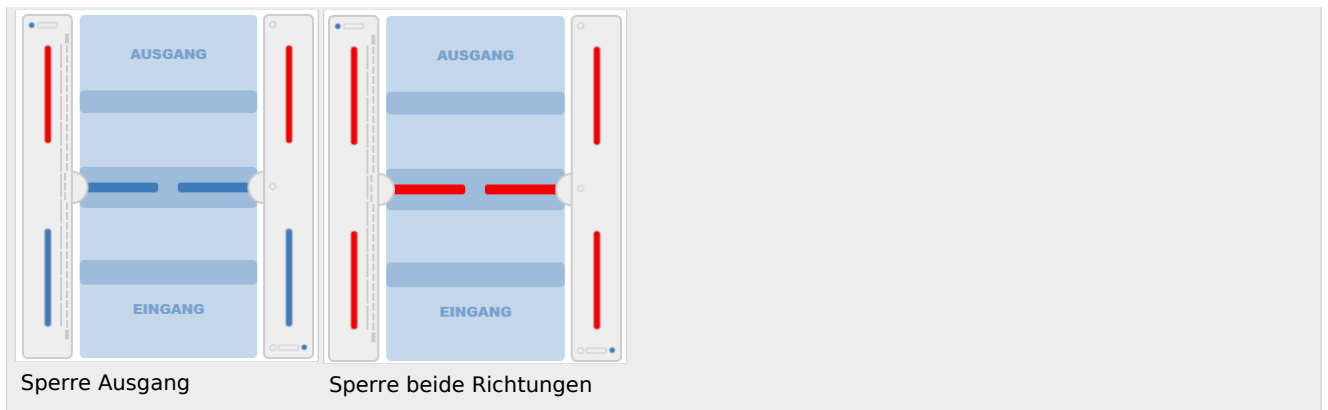 AUSGANG
EINGANG
Sperre Ausgang
AUSGANG
EINGANG
Sperre beide Richtungen